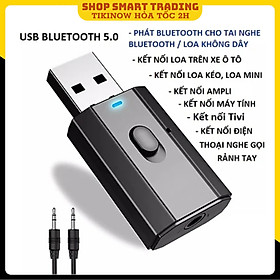 SHOP SMART TRADING
TIKINOW HỎA TỐC 2H
USB BLUETOOTH 5.0
- PHÁT BLUETOOTH CHO TAI NGHE
BLUETOOTH / LOA KHÔNG DÂY
- KẾT NỐI LOA TRÊN XE Ô TÔ
- KẾT NỐI LOA KÉO, LOA MINI
- KẾT NỐI AMPLI
- KẾT NỐI MÁY TÍNH
- Kết nối Tivi
- KẾT NỐI ĐIỆN
THOẠI NGHE GỌI
RẢNH TAY